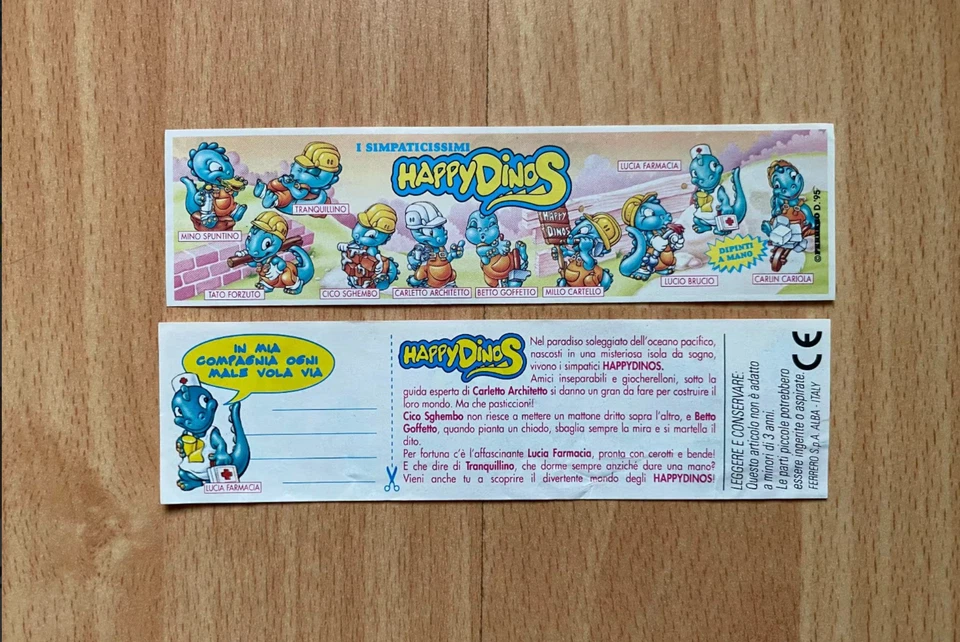 I SIMPATICISSIMI
HAPPYDINOS
LUCIA FARMACIA
TRANQUILLINO
MINO SPUNTINO
HAPPY
DINOS
DIPINTI
A MANO
TATO FORZUTO
CICO SGHEMBO
CARLETTO ARCHITETTO
BETTO GOFFETTO
MILLO CARTELLO
LUCIO BRUCIO
CARLIN CARIOLA
© FERRERO D. '95
IN MIA
COMPAGNIA OGNI
MALE VOLA VIA
LUCIA FARMACIA
HAPPYDINOS
Nel paradiso soleggiato dell'oceano pacifico,
nascosti in una misteriosa isola da sogno,
vivono i simpatici HAPPYDINOS.
Amici inseparabili e giocherelloni, sotto la
guida esperta di Carletto Architetto si danno un gran da fare per costruire il
loro mondo. Ma che pasticcioni!
Cico Sghembo non riesce a mettere un mattone dritto sopra l'altro, e Betto
Goffetto, quando pianta un chiodo, sbaglia sempre la mira e si martella il
dito.
Per fortuna c'è l'affascinante Lucia Farmacia, pronta con cerotti e bende!
E che dire di Tranquillino, che dorme sempre anziché dare una mano?
Vieni anche tu a scoprire il divertente mondo degli HAPPYDINOS!
LEGGERE E CONSERVARE:
Questo articolo non è adatto
a minori di 3 anni.
Le parti piccole potrebbero
essere ingerite o aspirate.
FERRERO S.p.A. ALBA - ITALY
CE